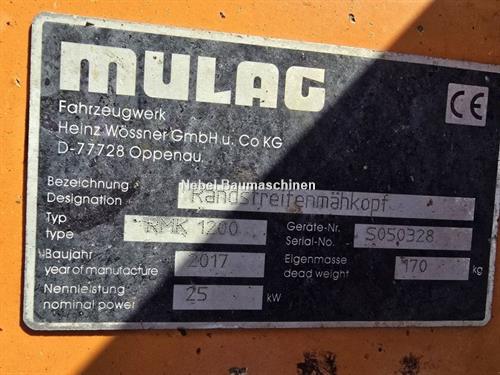 MULAG
CE
Fahrzeugwerk
Heinz Wössner GmbH u. Co KG
D-77728 Oppenau
Nebel Baumaschinen
Bezeichnung
Designation Randstreifenmähkopf
Typ
type RMK 1200
Geräte-Nr.
Serial-No. S050328
Baujahr
year of manufacture 2017
Eigenmasse
dead weight 170 kg
Nennleistung
nominal power 25 kW